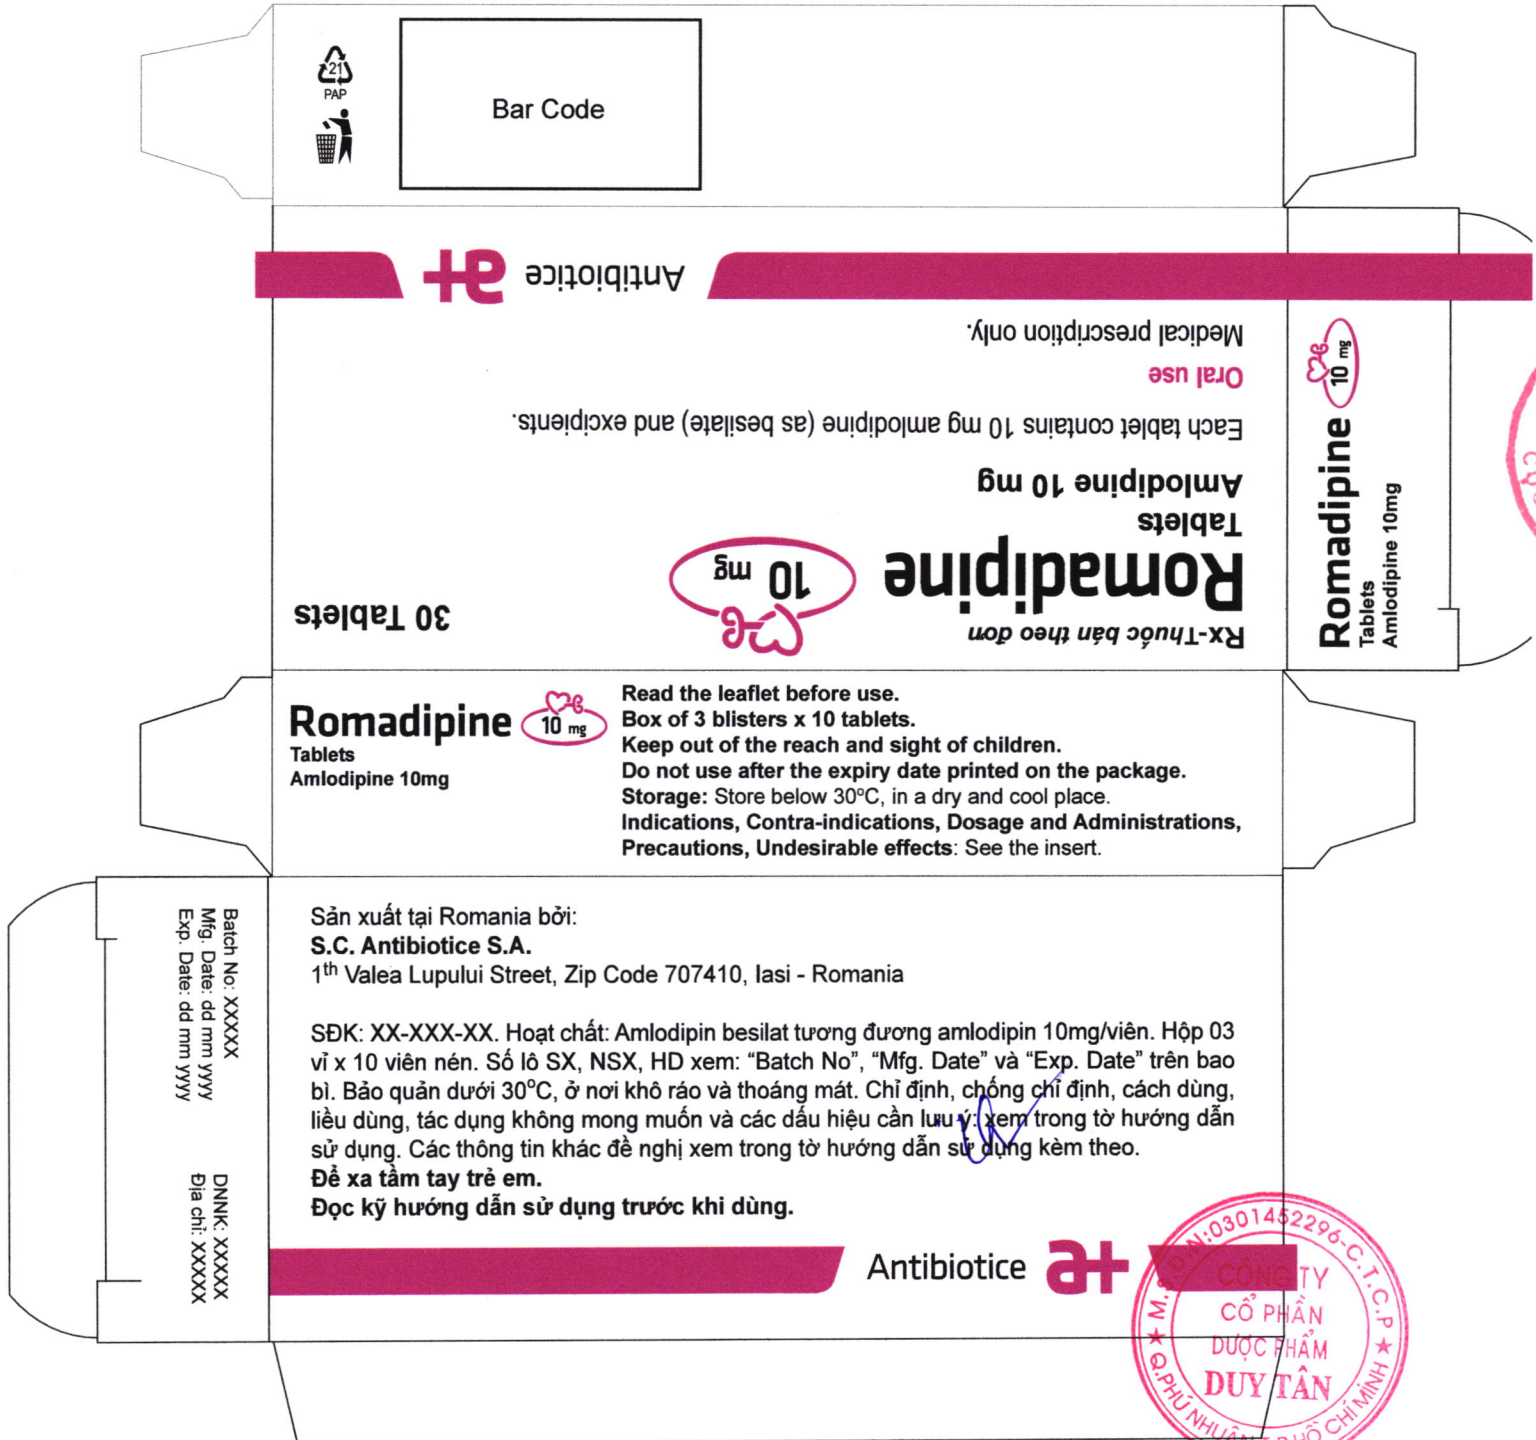 21
PAP
Bar Code
Antibiotice a+
Medical prescription only.
Oral use
Each tablet contains 10 mg amlodipine (as besilate) and excipients.
Amlodipine 10 mg
Tablets
Romadipine 10 mg
Rx-Thuốc bán theo đơn
30 Tablets
Romadipine 10 mg
Tablets
Amlodipine 10mg
Romadipine 10 mg
Tablets
Amlodipine 10mg
Read the leaflet before use.
Box of 3 blisters x 10 tablets.
Keep out of the reach and sight of children.
Do not use after the expiry date printed on the package.
Storage: Store below 30°C, in a dry and cool place.
Indications, Contra-indications, Dosage and Administrations,
Precautions, Undesirable effects: See the insert.
Batch No: XXXXX
Mfg. Date: dd mm yyyy
Exp. Date: dd mm yyyy
DNNK: XXXXX
Địa chỉ: XXXXX
Sản xuất tại Romania bởi:
S.C. Antibiotice S.A.
1th Valea Lupului Street, Zip Code 707410, Iasi - Romania
SĐK: XX-XXX-XX. Hoạt chất: Amlodipin besilat tương đương amlodipin 10mg/viên. Hộp 03
vỉ x 10 viên nén. Số lô SX, NSX, HD xem: “Batch No”, “Mfg. Date” và “Exp. Date” trên bao
bì. Bảo quản dưới 30°C, ở nơi khô ráo và thoáng mát. Chỉ định, chống chỉ định, cách dùng,
liều dùng, tác dụng không mong muốn và các dấu hiệu cần lưu ý: xem trong tờ hướng dẫn
sử dụng. Các thông tin khác đề nghị xem trong tờ hướng dẫn sử dụng kèm theo.
Để xa tầm tay trẻ em.
Đọc kỹ hướng dẫn sử dụng trước khi dùng.
Antibiotice a+
M.S.D.N:0301452296-C.T.C.P
CÔNG TY
CỔ PHẦN
DƯỢC PHẨM
DUY TÂN
Q.PHÚ NHUẬN T.P HỒ CHÍ MINH